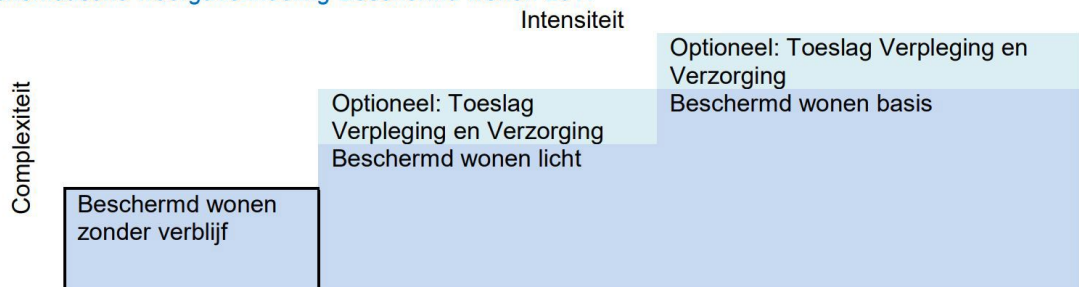 Intensiteit
Complexiteit
Optioneel: Toeslag Verpleging en
Verzorging
Beschermd wonen basis
Optioneel: Toeslag
Verpleging en Verzorging
Beschermd wonen licht
Beschermd wonen
zonder verblijf